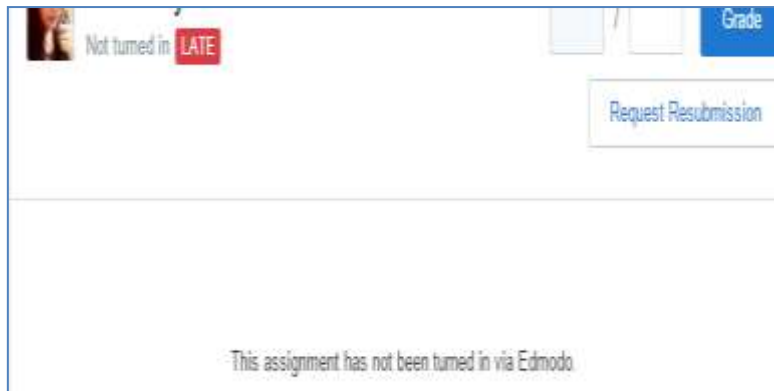 / Grade
Not turned in LATE
Request Resubmission
This assignment has not been turned in via Edmodo.